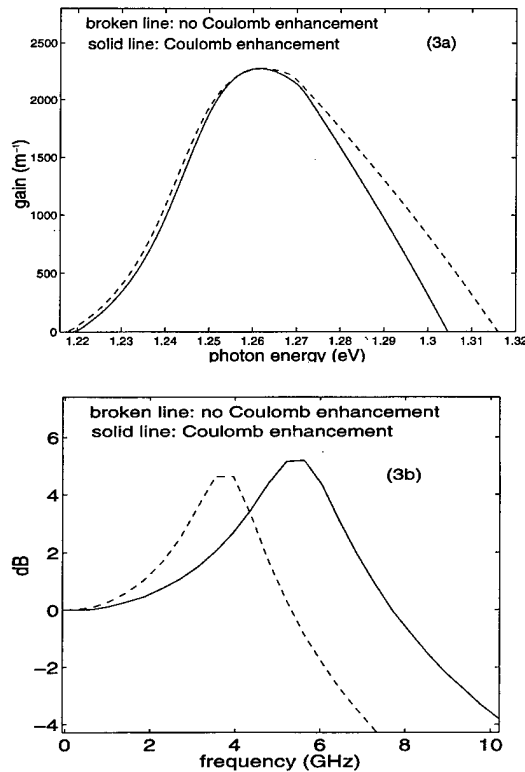 broken line: no Coulomb enhancement
solid line: Coulomb enhancement
(3a)
2500
2000
1500
1000
500
0
gain (m⁻¹)
1.22 1.23 1.24 1.25 1.26 1.27 1.28 1.29 1.3 1.31 1.32
photon energy (eV)
broken line: no Coulomb enhancement
solid line: Coulomb enhancement
(3b)
6
4
2
0
−2
−4
dB
0 2 4 6 8 10
frequency (GHz)